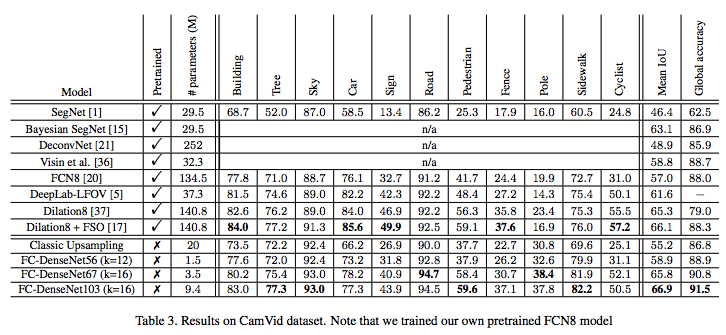 Model Pretrained # parameters (M) Building Tree Sky Car Sign Road Pedestrian Fence Pole Sidewalk Cyclist Mean IoU Global accuracy
SegNet [1] ✓ 29.5 68.7 52.0 87.0 58.5 13.4 86.2 25.3 17.9 16.0 60.5 24.8 46.4 62.5
Bayesian SegNet [15] ✓ 29.5 n/a 63.1 86.9
DeconvNet [21] ✓ 252 48.9 85.9
Visin et al. [36] ✓ 32.3 58.8 88.7
FCN8 [20] ✓ 134.5 77.8 71.0 88.7 76.1 32.7 91.2 41.7 24.4 19.9 72.7 31.0 57.0 88.0
DeepLab-LFOV [5] ✓ 37.3 81.5 74.6 89.0 82.2 42.3 92.2 48.4 27.2 14.3 75.4 50.1 61.6 –
Dilation8 [37] ✓ 140.8 82.6 76.2 89.0 84.0 46.9 92.2 56.3 35.8 23.4 75.3 55.5 65.3 79.0
Dilation8 + FSO [17] ✓ 140.8 84.0 77.2 91.3 85.6 49.9 92.5 59.1 37.6 16.9 76.0 57.2 66.1 88.3
Classic Upsampling ✗ 20 73.5 72.2 92.4 66.2 26.9 90.0 37.7 22.7 30.8 69.6 25.1 55.2 86.8
FC-DenseNet56 (k=12) ✗ 1.5 77.6 72.0 92.4 73.2 31.8 92.8 37.9 26.2 32.6 79.9 31.1 58.9 88.9
FC-DenseNet67 (k=16) ✗ 3.5 80.2 75.4 93.0 78.2 40.9 94.7 58.4 30.7 38.4 81.9 52.1 65.8 90.8
FC-DenseNet103 (k=16) ✗ 9.4 83.0 77.3 93.0 77.3 43.9 94.5 59.6 37.1 37.8 82.2 50.5 66.9 91.5
Table 3. Results on CamVid dataset. Note that we trained our own pretrained FCN8 model